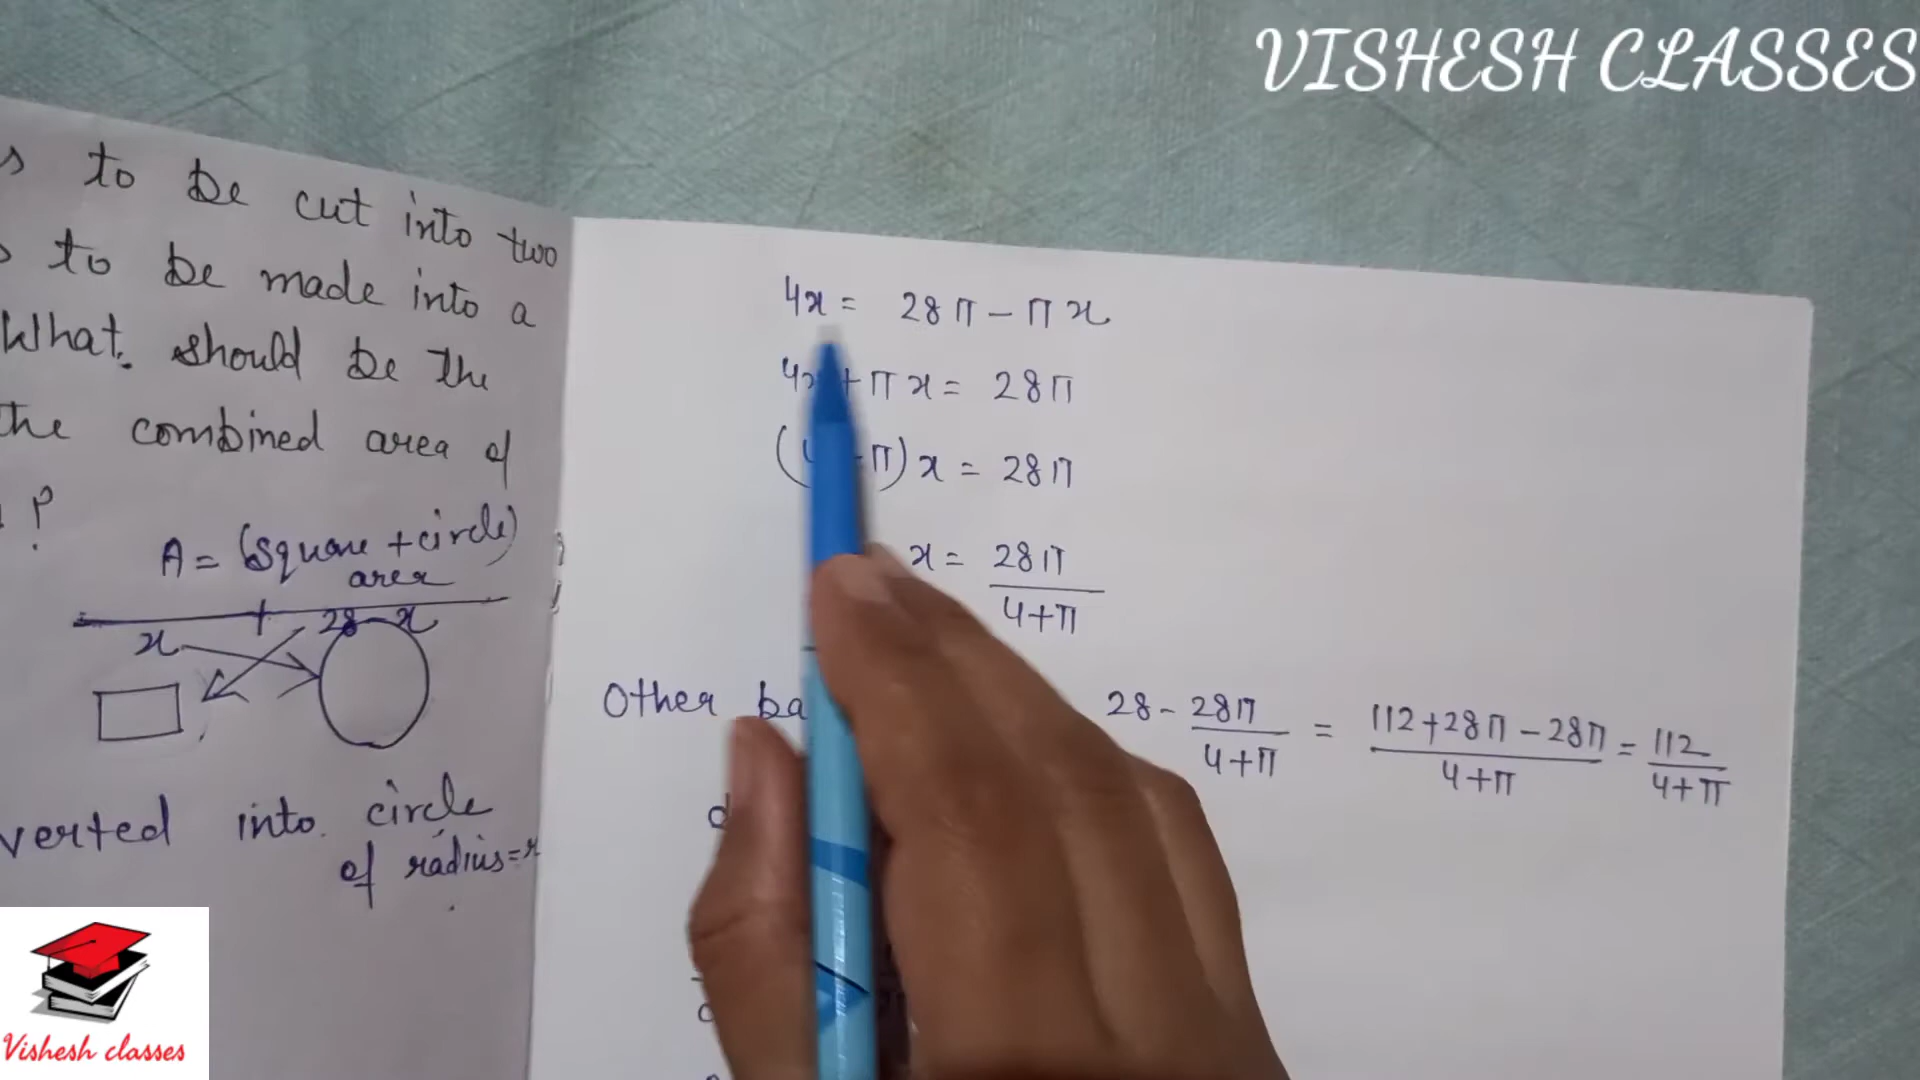 VISHESH CLASSES
to be cut into two
to be made into a
What should be the
the combined area of
?
A = (square + circle)
area
x 28-x
verted into circle
of radius = r
4x = 28π - πx
+ πx = 28π
π) x = 28π
x = 28π / 4+π
Other 28 - 28π / 4+π = 112+28π-28π / 4+π = 112 / 4+π
Vishesh classes